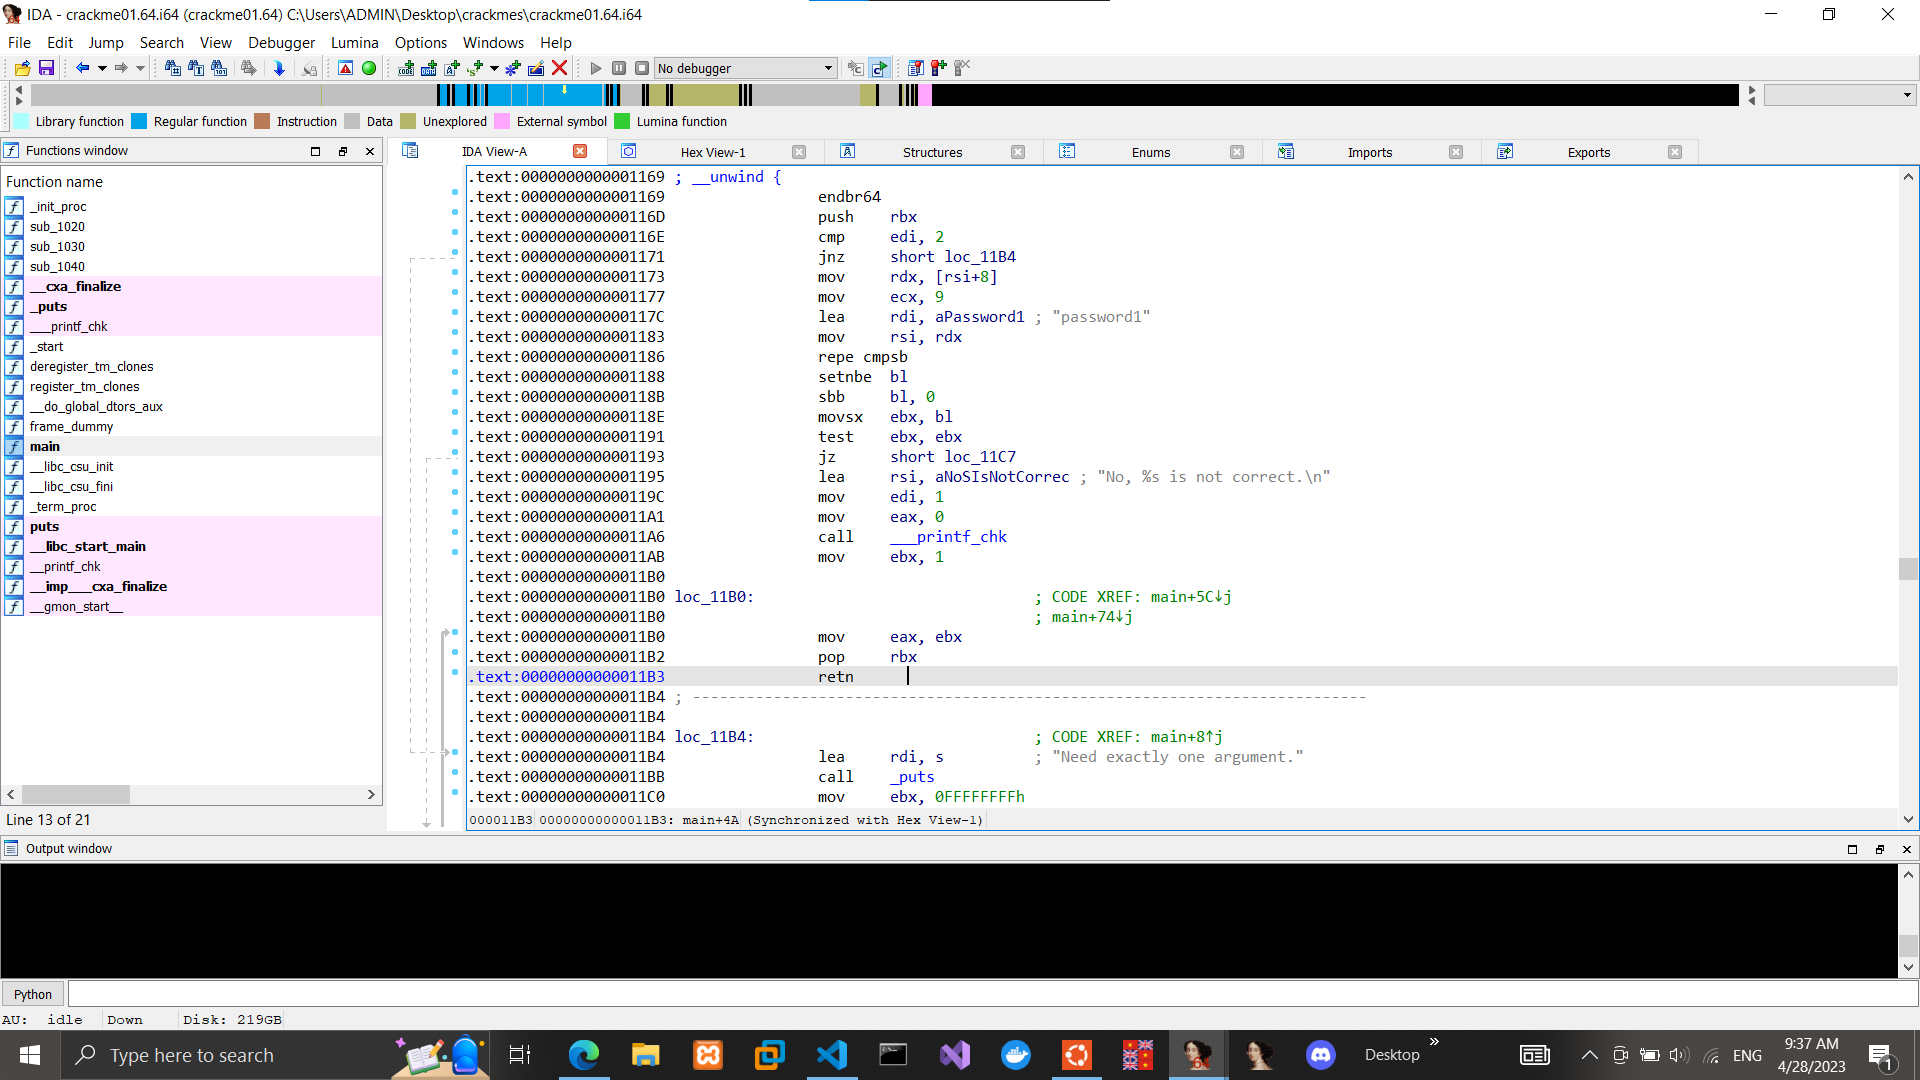 IDA - crackme01.64.i64 (crackme01.64) C:\Users\ADMIN\Desktop\crackmes\crackme01.64.i64
File Edit Jump Search View Debugger Lumina Options Windows Help
No debugger
Library function Regular function Instruction Data Unexplored External symbol Lumina function
Functions window
IDA View-A Hex View-1 Structures Enums Imports Exports
Function name
_init_proc
sub_1020
sub_1030
sub_1040
__cxa_finalize
_puts
___printf_chk
_start
deregister_tm_clones
register_tm_clones
__do_global_dtors_aux
frame_dummy
main
__libc_csu_init
__libc_csu_fini
_term_proc
puts
__libc_start_main
__printf_chk
__imp___cxa_finalize
__gmon_start__
Line 13 of 21
.text:0000000000001169 ; __unwind {
.text:0000000000001169 endbr64
.text:000000000000116D push rbx
.text:000000000000116E cmp edi, 2
.text:0000000000001171 jnz short loc_11B4
.text:0000000000001173 mov rdx, [rsi+8]
.text:0000000000001177 mov ecx, 9
.text:000000000000117C lea rdi, aPassword1 ; "password1"
.text:0000000000001183 mov rsi, rdx
.text:0000000000001186 repe cmpsb
.text:0000000000001188 setnbe bl
.text:000000000000118B sbb bl, 0
.text:000000000000118E movsx ebx, bl
.text:0000000000001191 test ebx, ebx
.text:0000000000001193 jz short loc_11C7
.text:0000000000001195 lea rsi, aNoSIsNotCorrec ; "No, %s is not correct.\n"
.text:000000000000119C mov edi, 1
.text:00000000000011A1 mov eax, 0
.text:00000000000011A6 call ___printf_chk
.text:00000000000011AB mov ebx, 1
.text:00000000000011B0
.text:00000000000011B0 loc_11B0: ; CODE XREF: main+5C↓j
.text:00000000000011B0 ; main+74↓j
.text:00000000000011B0 mov eax, ebx
.text:00000000000011B2 pop rbx
.text:00000000000011B3 retn
.text:00000000000011B4 ; ---------------------------------------------------------------------------
.text:00000000000011B4
.text:00000000000011B4 loc_11B4: ; CODE XREF: main+8↑j
.text:00000000000011B4 lea rdi, s ; "Need exactly one argument."
.text:00000000000011BB call _puts
.text:00000000000011C0 mov ebx, 0FFFFFFFFh
000011B3 00000000000011B3: main+4A (Synchronized with Hex View-1)
Output window
Python
AU: idle Down Disk: 219GB
Type here to search
Desktop
ENG
9:37 AM
4/28/2023
1